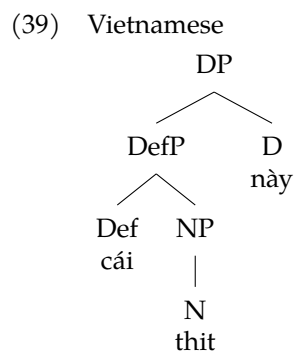 (39) Vietnamese
DP
DefP D
này
Def NP
cái
N
thit